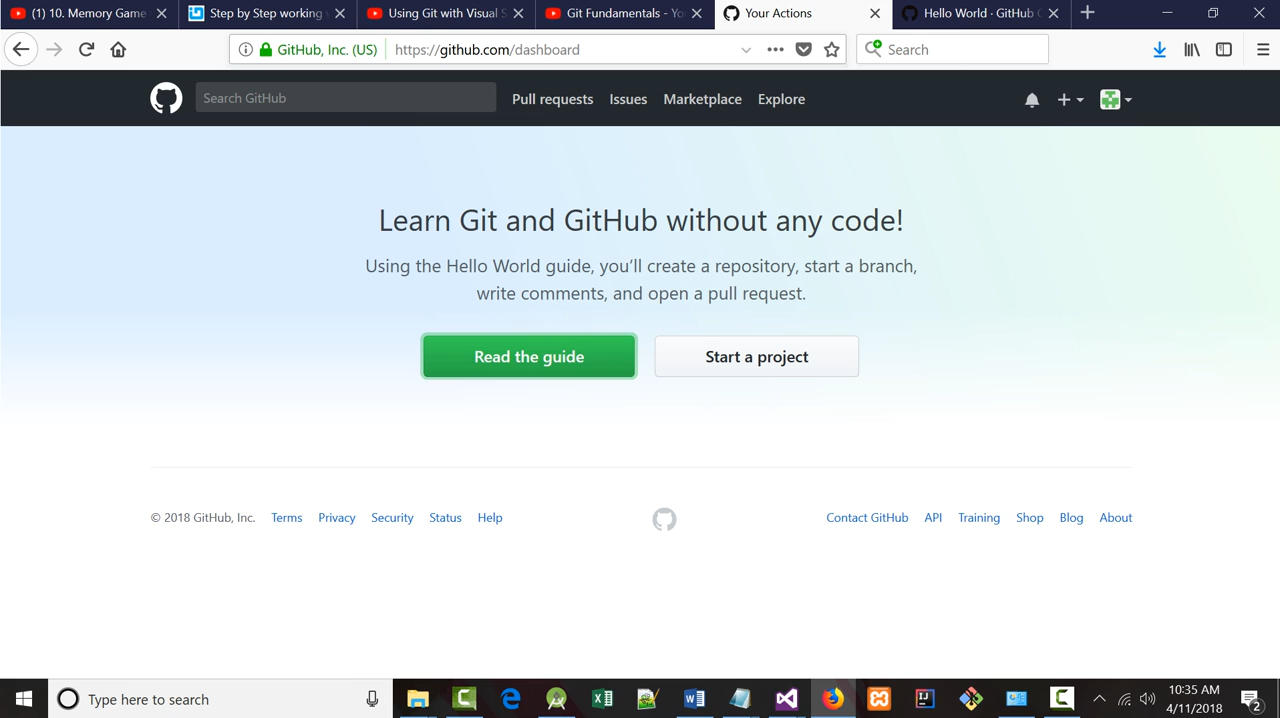 (1) 10. Memory Game
Step by Step working
Using Git with Visual S
Git Fundamentals - Yo
Your Actions
Hello World · GitHub G
GitHub, Inc. (US)
https://github.com/dashboard
Search
Search GitHub
Pull requests
Issues
Marketplace
Explore
Learn Git and GitHub without any code!
Using the Hello World guide, you’ll create a repository, start a branch,
write comments, and open a pull request.
Read the guide
Start a project
© 2018 GitHub, Inc.
Terms
Privacy
Security
Status
Help
Contact GitHub
API
Training
Shop
Blog
About
Type here to search
10:35 AM
4/11/2018
2